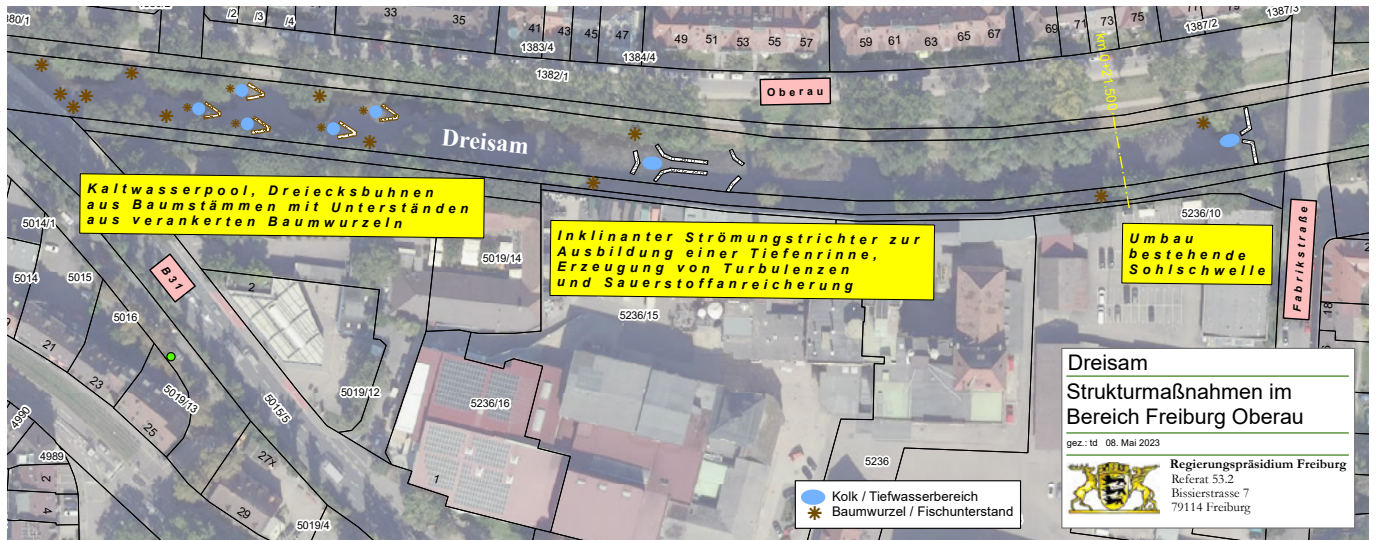 1380/2
/2
/3
/4
33
35
41
43
45
47
49
51
53
55
57
59
61
63
65
67
69
71
73
75
1387/2
1387/3
1383/4
1384/4
1382/1
km 0+21.500
Oberau
Dreisam
Kaltwasserpool, Dreiecksbuhnen
aus Baumstämmen mit Unterständen
aus verankerten Baumwurzeln
Inklinanter Strömungstrichter zur
Ausbildung einer Tiefenrinne,
Erzeugung von Turbulenzen
und Sauerstoffanreicherung
Umbau
bestehende
Sohlschwelle
5236/10
Fabrikstraße
18
5014/1
5014
5015
5016
B31
2
5019/14
5236/15
21
23
25
5019/13
5015/5
5019/12
5236/16
4990
4989
2
4
27x
29
5019/4
1
5236
Dreisam
Strukturmaßnahmen im
Bereich Freiburg Oberau
gez.: td 08. Mai 2023
Regierungspräsidium Freiburg
Referat 53.2
Bissierstrasse 7
79114 Freiburg
Kolk / Tiefwasserbereich
Baumwurzel / Fischunterstand